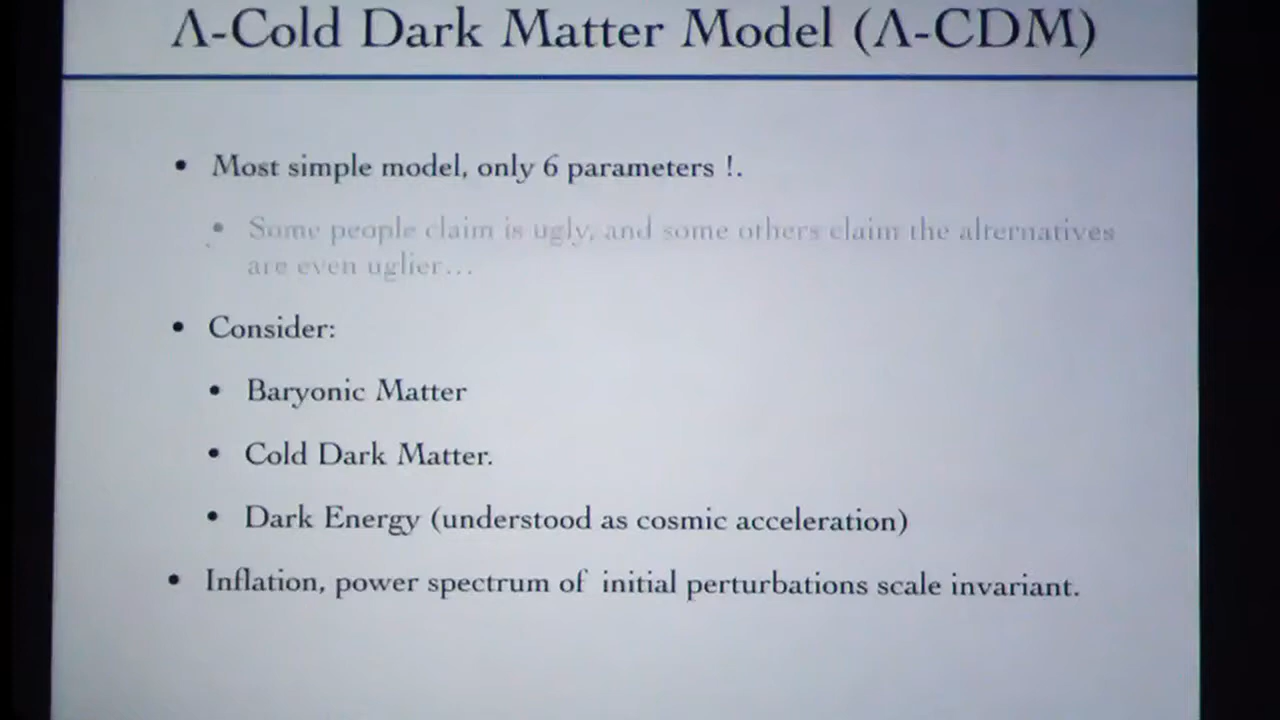 Λ-Cold Dark Matter Model (Λ-CDM)
• Most simple model, only 6 parameters !.
• Some people claim is ugly, and some others claim the alternatives
are even uglier...
• Consider:
• Baryonic Matter
• Cold Dark Matter.
• Dark Energy (understood as cosmic acceleration)
• Inflation, power spectrum of initial perturbations scale invariant.